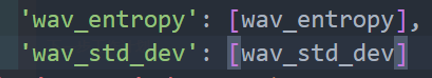 'wav_entropy': [wav_entropy],
'wav_std_dev': [wav_std_dev]